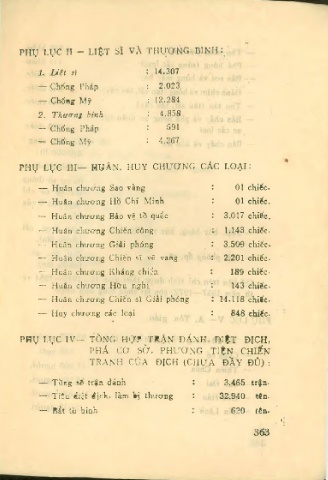 PHỤ LỤC II — LIỆT SĨ VÀ THƯƠNG BINH:
1. Liệt sĩ : 14.307
— Chống Pháp : 2.023
— Chống Mỹ : 12.284
2. Thương binh : 4.858
— Chống Pháp : 591
— Chống Mỹ : 4.267
PHỤ LỤC III — HUÂN, HUY CHƯƠNG CÁC LOẠI:
— Huân chương Sao vàng : 01 chiếc.
— Huân chương Hồ Chí Minh : 01 chiếc.
— Huân chương Bảo vệ tổ quốc : 3.017 chiếc.
— Huân chương Chiến công : 1.143 chiếc.
— Huân chương Giải phóng : 3.509 chiếc.
— Huân chương Chiến sĩ vẻ vang : 2.201 chiếc.
— Huân chương Kháng chiến : 189 chiếc.
— Huân chương Hữu nghị : 143 chiếc.
— Huân chương Chiến sĩ Giải phóng : 14.118 chiếc.
— Huy chương các loại : 848 chiếc.
PHỤ LỤC IV — TỔNG HỢP TRẬN ĐÁNH, DIỆT ĐỊCH,
PHÁ CƠ SỞ, PHƯƠNG TIỆN CHIẾN
TRANH CỦA ĐỊCH (CHƯA ĐẦY ĐỦ):
— Tổng số trận đánh : 3.465 trận.
— Tiêu diệt địch, làm bị thương : 32.940 tên.
— Bắt tù binh : 620 tên.
363